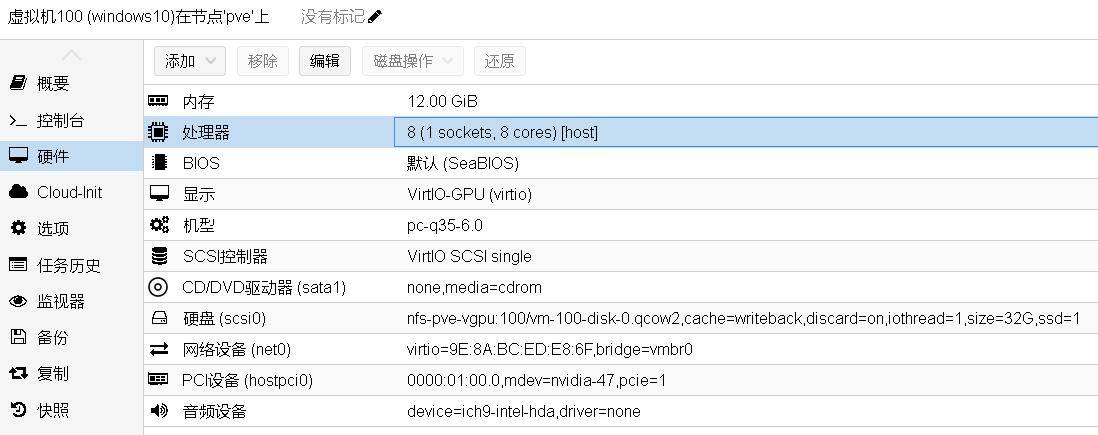 虚拟机100 (windows10)在节点'pve'上 没有标记
添加 移除 编辑 磁盘操作 还原
概要
控制台
硬件
Cloud-Init
选项
任务历史
监视器
备份
复制
快照
内存 12.00 GiB
处理器 8 (1 sockets, 8 cores) [host]
BIOS 默认 (SeaBIOS)
显示 VirtIO-GPU (virtio)
机型 pc-q35-6.0
SCSI控制器 VirtIO SCSI single
CD/DVD驱动器 (sata1) none,media=cdrom
硬盘 (scsi0) nfs-pve-vgpu:100/vm-100-disk-0.qcow2,cache=writeback,discard=on,iothread=1,size=32G,ssd=1
网络设备 (net0) virtio=9E:8A:BC:ED:E8:6F,bridge=vmbr0
PCI设备 (hostpci0) 0000:01:00.0,mdev=nvidia-47,pcie=1
音频设备 device=ich9-intel-hda,driver=none